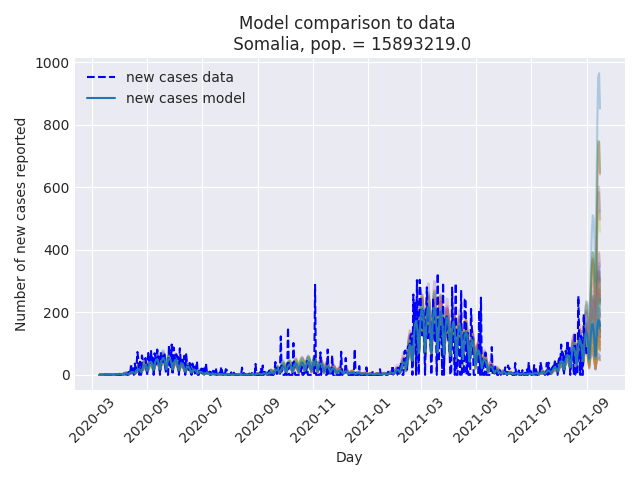 Model comparison to data
Somalia, pop. = 15893219.0
new cases data
new cases model
Number of new cases reported
1000
800
600
400
200
0
2020-03
2020-05
2020-07
2020-09
2020-11
2021-01
2021-03
2021-05
2021-07
2021-09
Day